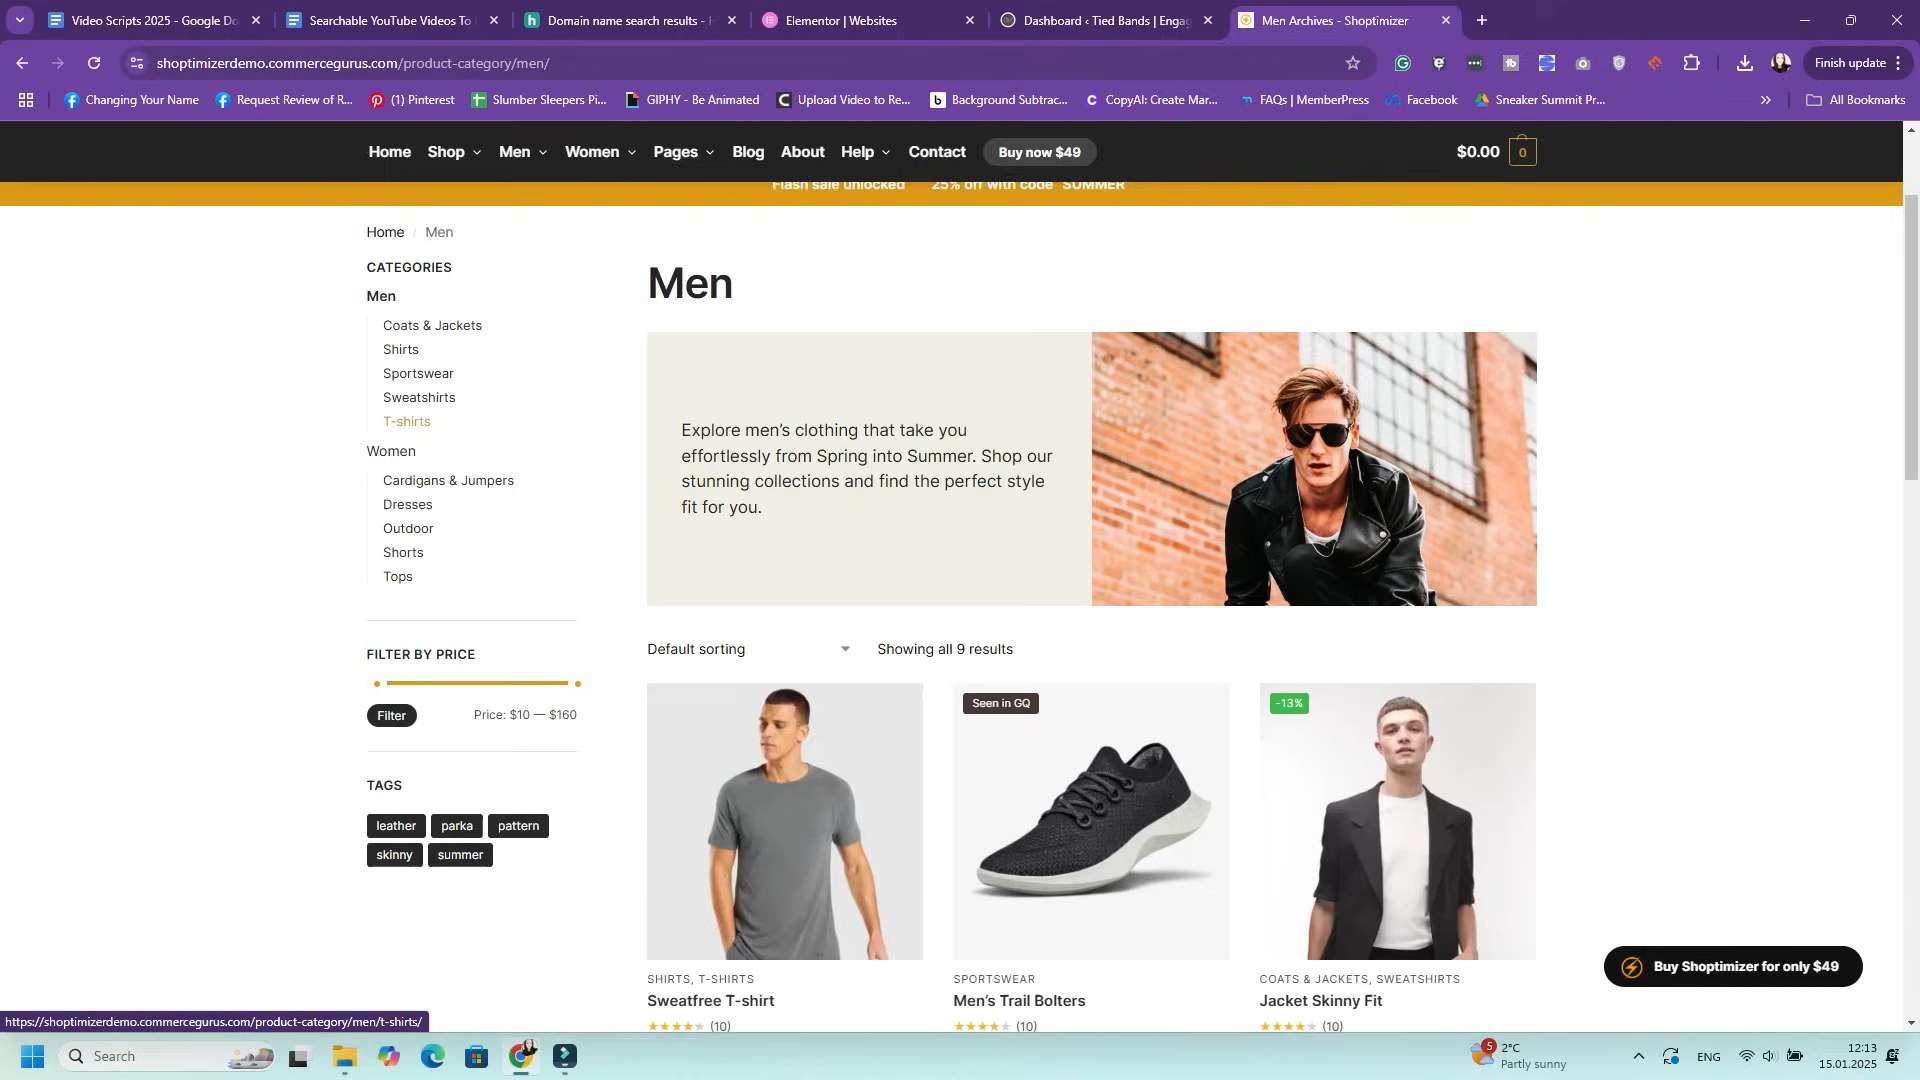 Video Scripts 2025 - Google Do
Searchable YouTube Videos To
Domain name search results - H
Elementor | Websites
Dashboard ‹ Tied Bands | Engag
Men Archives - Shoptimizer
shoptimizerdemo.commercegurus.com/product-category/men/
Finish update
Changing Your Name
Request Review of R...
(1) Pinterest
Slumber Sleepers Pi...
GIPHY - Be Animated
Upload Video to Re...
Background Subtrac...
CopyAI: Create Mar...
FAQs | MemberPress
Facebook
Sneaker Summit Pr...
»
All Bookmarks
Home
Shop
Men
Women
Pages
Blog
About
Help
Contact
Buy now $49
$0.00
0
Flash sale unlocked 25% off with code SUMMER
Home / Men
CATEGORIES
Men
Coats & Jackets
Shirts
Sportswear
Sweatshirts
T-shirts
Women
Cardigans & Jumpers
Dresses
Outdoor
Shorts
Tops
FILTER BY PRICE
Filter
Price: $10 — $160
TAGS
leather
parka
pattern
skinny
summer
Men
Explore men’s clothing that take you
effortlessly from Spring into Summer. Shop our
stunning collections and find the perfect style
fit for you.
Default sorting
Showing all 9 results
Seen in GQ
-13%
SHIRTS, T-SHIRTS
Sweatfree T-shirt
(10)
SPORTSWEAR
Men’s Trail Bolters
(10)
COATS & JACKETS, SWEATSHIRTS
Jacket Skinny Fit
(10)
Buy Shoptimizer for only $49
https://shoptimizerdemo.commercegurus.com/product-category/men/t-shirts/
Search
5
2°C
Partly sunny
ENG
12:13
15.01.2025